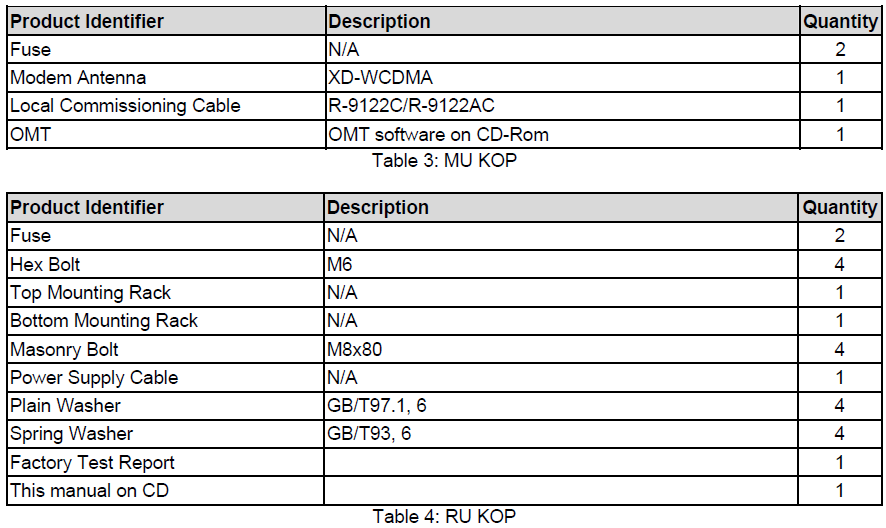 Product Identifier Description Quantity
Fuse N/A 2
Modem Antenna XD-WCDMA 1
Local Commissioning Cable R-9122C/R-9122AC 1
OMT OMT software on CD-Rom 1
Table 3: MU KOP
Product Identifier Description Quantity
Fuse N/A 2
Hex Bolt M6 4
Top Mounting Rack N/A 1
Bottom Mounting Rack N/A 1
Masonry Bolt M8x80 4
Power Supply Cable N/A 1
Plain Washer GB/T97.1, 6 4
Spring Washer GB/T93, 6 4
Factory Test Report 1
This manual on CD 1
Table 4: RU KOP